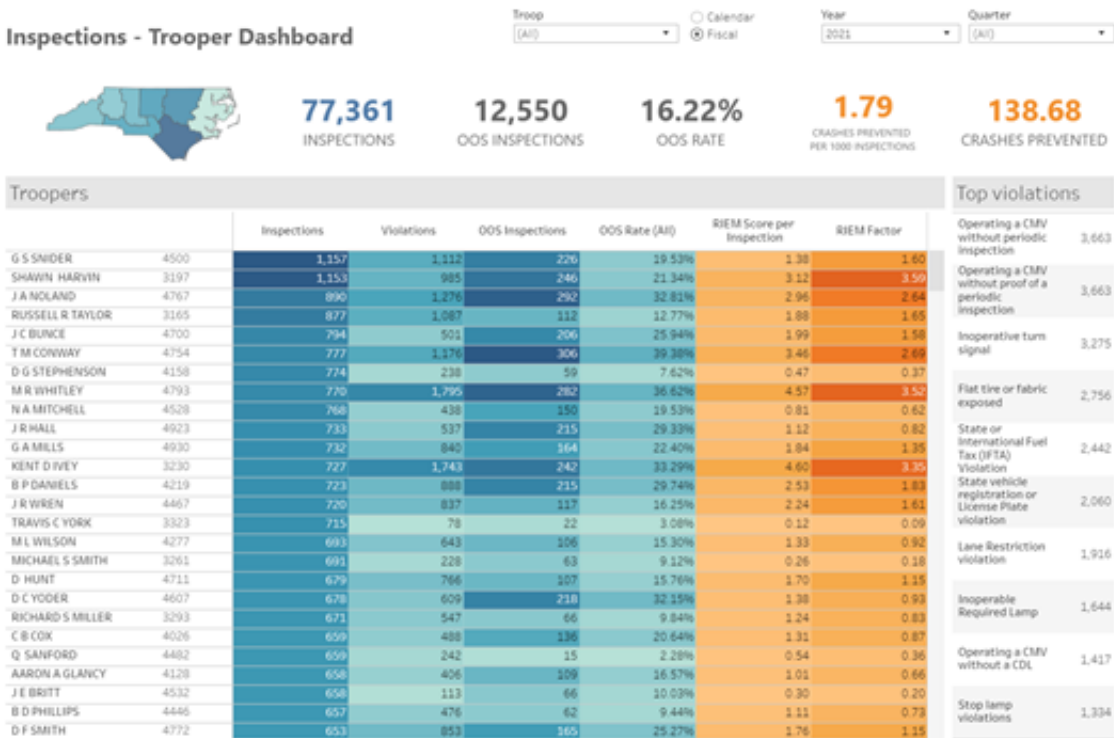 Inspections - Trooper Dashboard
Troop
(All)
Calendar
Fiscal
Year
2021
Quarter
(All)
77,361
INSPECTIONS
12,550
OOS INSPECTIONS
16.22%
OOS RATE
1.79
CRASHES PREVENTED
PER 1000 INSPECTIONS
138.68
CRASHES PREVENTED
Troopers
Inspections Violations OOS Inspections OOS Rate (All) RIEM Score per Inspection RIEM Factor
G S SNIDER 4500 1,157 1,112 226 19.53% 1.38 1.60
SHAWN HARVIN 3197 1,153 985 246 21.34% 3.12 3.59
J A NOLAND 4767 890 1,276 292 32.81% 2.96 2.64
RUSSELL R TAYLOR 3165 877 1,087 112 12.77% 1.88 1.65
J C BUNCE 4700 794 501 206 25.94% 1.99 1.58
T M CONWAY 4754 777 1,176 306 39.38% 3.46 2.69
D G STEPHENSON 4158 774 238 59 7.62% 0.47 0.37
M R WHITLEY 4793 770 1,795 282 36.62% 4.57 3.52
N A MITCHELL 4528 768 438 150 19.53% 0.81 0.62
J R HALL 4923 733 537 215 29.33% 1.12 0.82
G A MILLS 4930 732 840 164 22.40% 1.84 1.35
KENT D IVEY 3230 727 1,743 242 33.29% 4.60 3.35
B P DANIELS 4219 723 888 215 29.74% 2.53 1.83
J R WREN 4467 720 837 117 16.25% 2.24 1.61
TRAVIS C YORK 3323 715 78 22 3.08% 0.12 0.09
M L WILSON 4277 693 643 106 15.30% 1.33 0.92
MICHAEL S SMITH 3261 691 228 63 9.12% 0.26 0.18
D HUNT 4711 679 766 107 15.76% 1.70 1.15
D C YODER 4607 678 609 218 32.15% 1.38 0.93
RICHARD S MILLER 3293 671 547 66 9.84% 1.24 0.83
C B COX 4026 659 488 136 20.64% 1.31 0.87
Q SANFORD 4482 659 242 15 2.28% 0.54 0.36
AARON A GLANCY 4128 658 406 109 16.57% 1.01 0.66
J E BRITT 4532 658 113 66 10.03% 0.30 0.20
B D PHILLIPS 4446 657 476 62 9.44% 1.11 0.73
D F SMITH 4772 653 853 165 25.27% 1.76 1.15
Top violations
Operating a CMV
without periodic
inspection 3,663
Operating a CMV
without proof of a
periodic
inspection 3,663
Inoperative turn
signal 3,275
Flat tire or fabric
exposed 2,756
State or
International Fuel
Tax (IFTA)
Violation 2,442
State vehicle
registration or
License Plate
violation 2,060
Lane Restriction
violation 1,916
Inoperable
Required Lamp 1,644
Operating a CMV
without a CDL 1,417
Stop lamp
violations 1,334